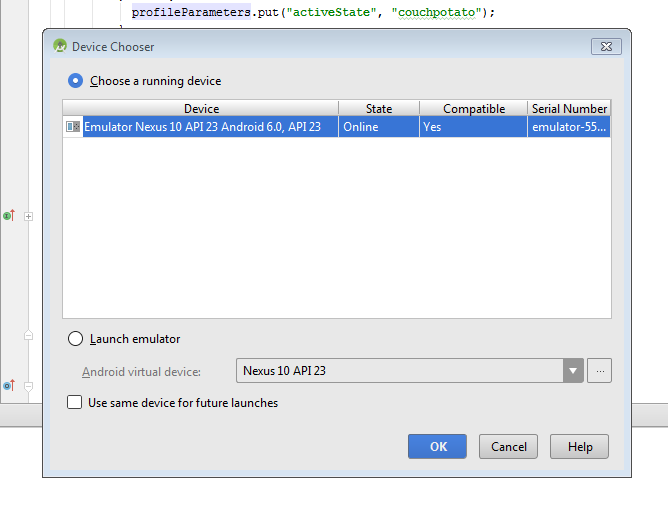 profileParameters.put("activeState", "couchpotato");
Device Chooser
Choose a running device
Device State Compatible Serial Number
Emulator Nexus 10 API 23 Android 6.0, API 23 Online Yes emulator-55...
Launch emulator
Android virtual device: Nexus 10 API 23 ...
Use same device for future launches
OK Cancel Help